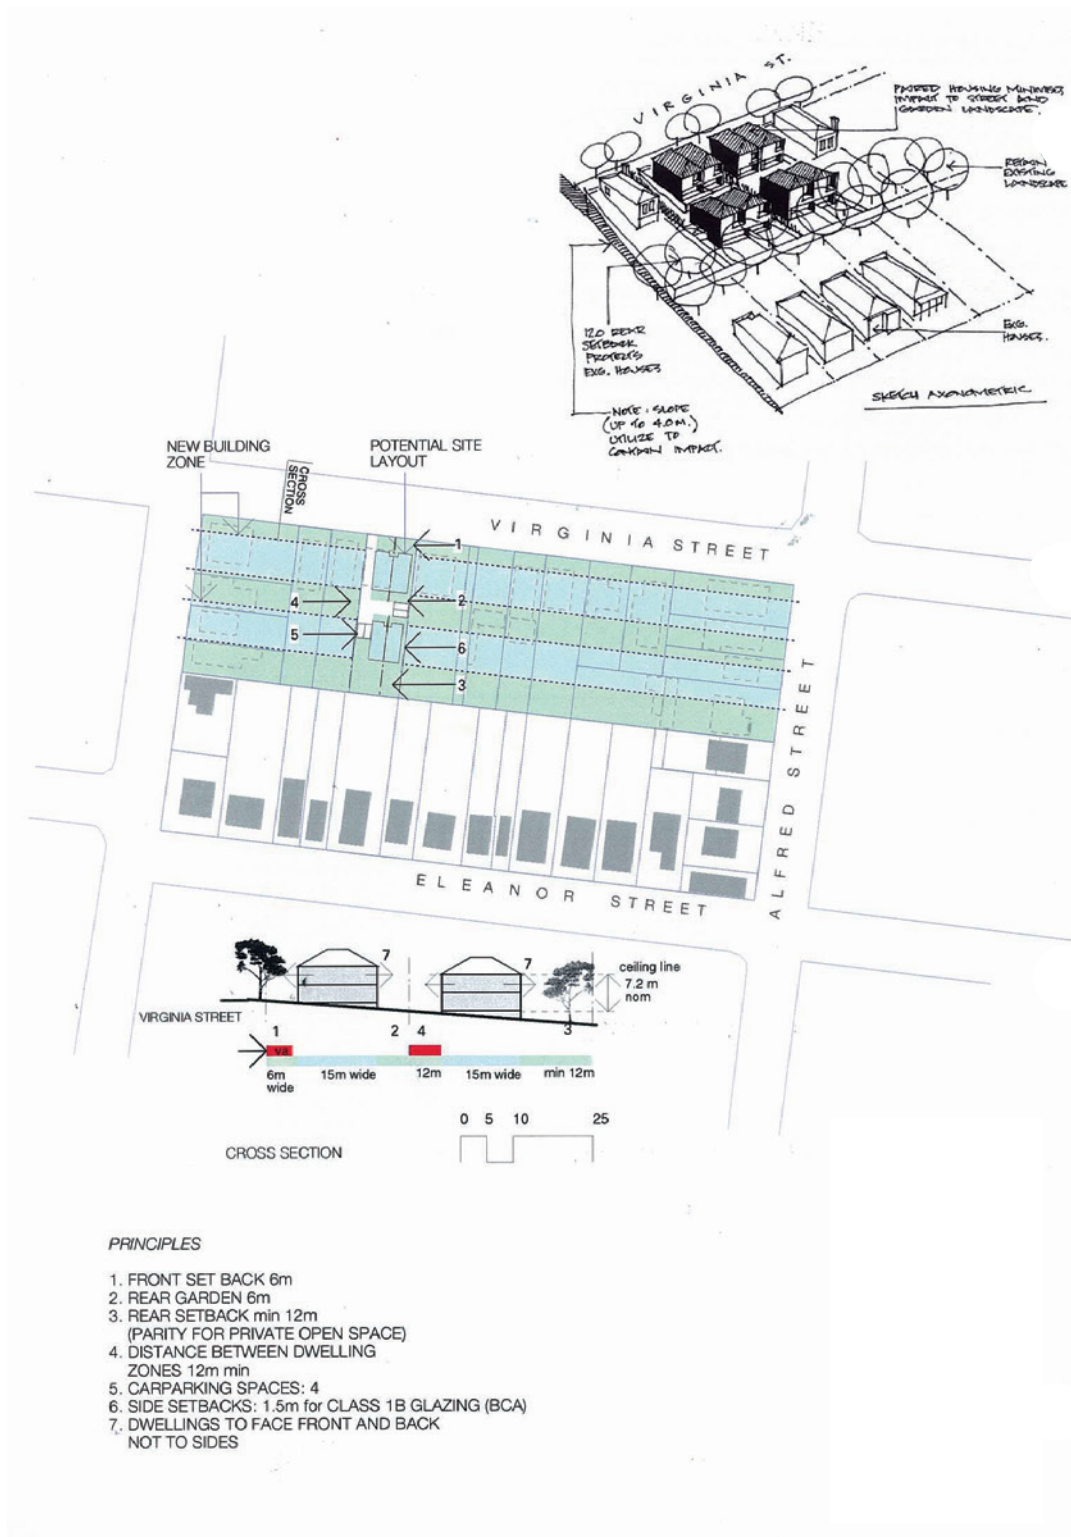 VIRGINIA ST.
PAIRED HOUSING MINIMISES
IMPACT TO STREET AND
GARDEN LANDSCAPE.
RETAIN
EXISTING
LANDSCAPE
12.0 REAR
SETBACK
PROTECTS
EXG. HOUSES
EXG.
HOUSES.
SKETCH AXONOMETRIC
NOTE: SLOPE
(UP TO 4.0M.)
UTILIZE TO
CONTAIN IMPACT.
NEW BUILDING
ZONE
CROSS
SECTION
POTENTIAL SITE
LAYOUT
VIRGINIA STREET
1
4
2
5
6
3
ALFRED STREET
ELEANOR STREET
7
7
ceiling line
7.2 m
nom
VIRGINIA STREET
1
2
4
3
va
6m
wide
15m wide
12m
15m wide
min 12m
0 5 10 25
CROSS SECTION
PRINCIPLES
1. FRONT SET BACK 6m
2. REAR GARDEN 6m
3. REAR SETBACK min 12m
(PARITY FOR PRIVATE OPEN SPACE)
4. DISTANCE BETWEEN DWELLING
ZONES 12m min
5. CARPARKING SPACES: 4
6. SIDE SETBACKS: 1.5m for CLASS 1B GLAZING (BCA)
7. DWELLINGS TO FACE FRONT AND BACK
NOT TO SIDES